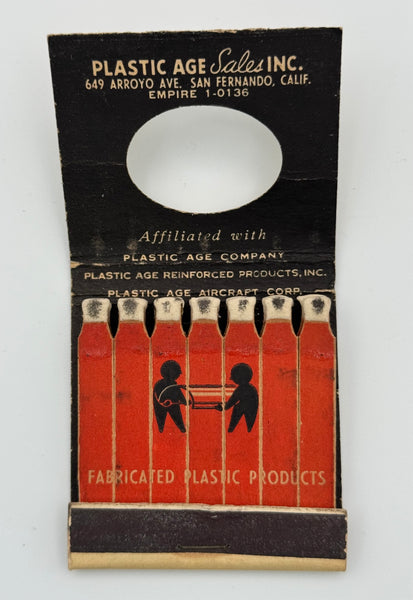 PLASTIC AGE Sales INC.
649 ARROYO AVE. SAN FERNANDO, CALIF.
EMPIRE 1-0136
Affiliated with
PLASTIC AGE COMPANY
PLASTIC AGE REINFORCED PRODUCTS, INC.
PLASTIC AGE AIRCRAFT CORP.
FABRICATED PLASTIC PRODUCTS